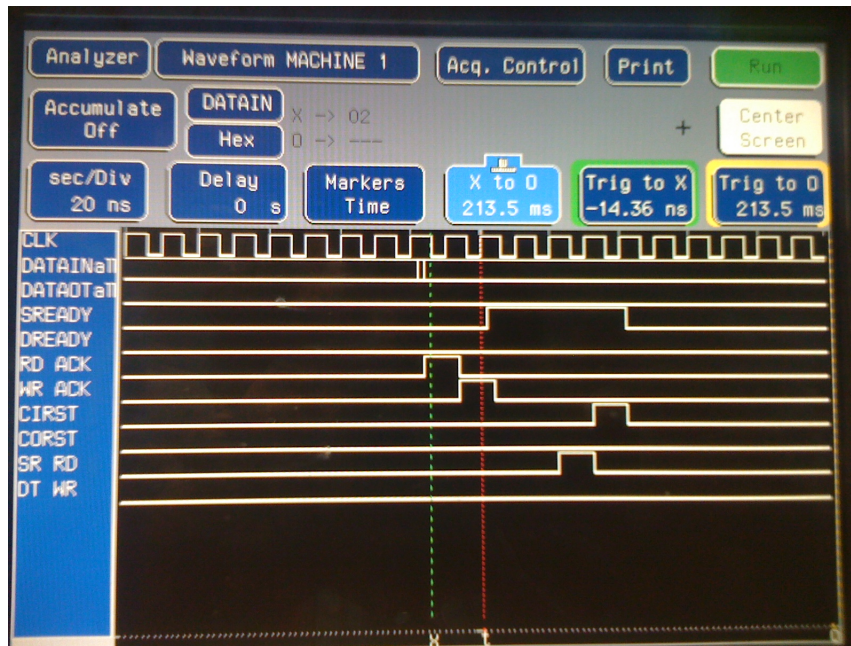 Analyzer Waveform MACHINE 1 Acq. Control Print Run
Accumulate
Off
DATAIN
Hex
X -> 02
O -> ---
+
Center
Screen
sec/Div
20 ns
Delay
0 s
Markers
Time
X to O
213.5 ms
Trig to X
-14.36 ns
Trig to O
213.5 ms
CLK
DATAINall
DATAOTall
SREADY
DREADY
RD ACK
WR ACK
CIRST
CORST
SR RD
DT WR
X t O